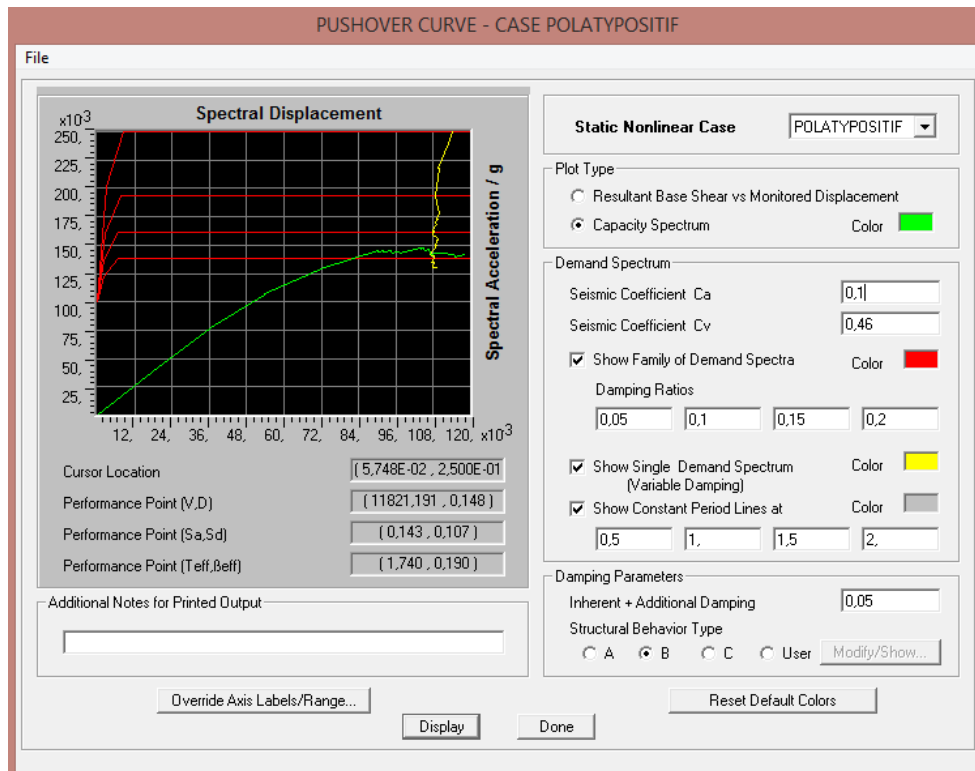 PUSHOVER CURVE - CASE POLATYPOSITIF
File
Spectral Displacement
x10-3
250,
225,
200,
175,
150,
125,
100,
75,
50,
25,
12, 24, 36, 48, 60, 72, 84, 96, 108, 120, x10-3
Spectral Acceleration / g
Cursor Location (5,748E-02 , 2,500E-01
Performance Point (V,D) (11821,191 , 0,148 )
Performance Point (Sa,Sd) ( 0,143 , 0,107 )
Performance Point (Teff,βeff) ( 1,740 , 0,190 )
Additional Notes for Printed Output
Override Axis Labels/Range...
Static Nonlinear Case POLATYPOSITIF
Plot Type
Resultant Base Shear vs Monitored Displacement
Capacity Spectrum Color
Demand Spectrum
Seismic Coefficient Ca 0,1
Seismic Coefficient Cv 0,46
Show Family of Demand Spectra Color
Damping Ratios
0,05 0,1 0,15 0,2
Show Single Demand Spectrum Color
(Variable Damping)
Show Constant Period Lines at Color
0,5 1, 1,5 2,
Damping Parameters
Inherent + Additional Damping 0,05
Structural Behavior Type
A B C User Modify/Show...
Reset Default Colors
Display Done